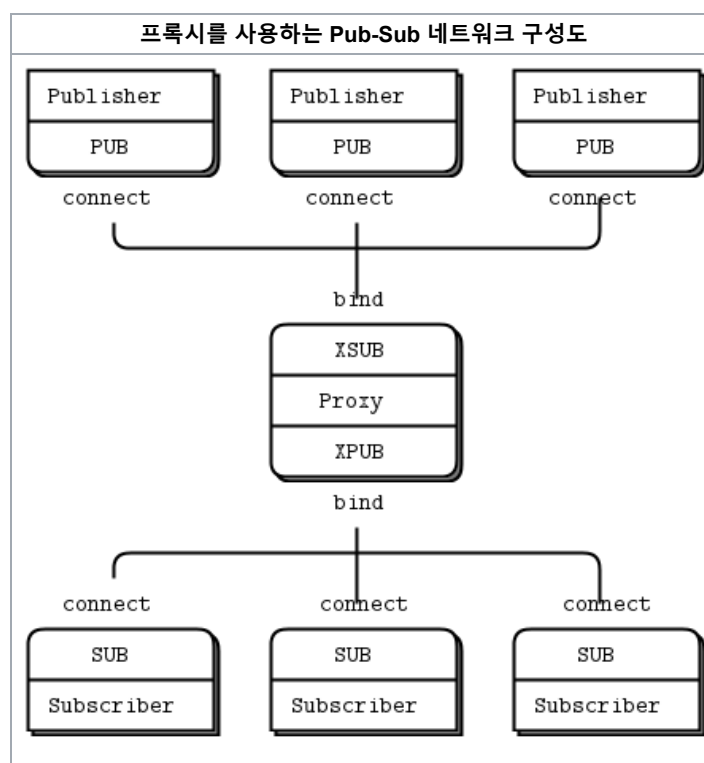 프록시를 사용하는 Pub-Sub 네트워크 구성도
Publisher Publisher Publisher
PUB PUB PUB
connect connect connect
bind
XSUB
Proxy
XPUB
bind
connect connect connect
SUB SUB SUB
Subscriber Subscriber Subscriber